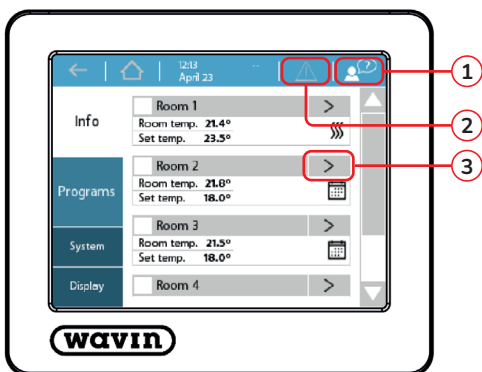 12:13
April 23
?
1
Info
Room 1 >
Room temp. 21.4°
Set temp. 23.5°
2
Programs
Room 2 >
3
Room temp. 21.8°
Set temp. 18.0°
System
Room 3 >
Room temp. 21.5°
Set temp. 18.0°
Display
Room 4 >
wavin